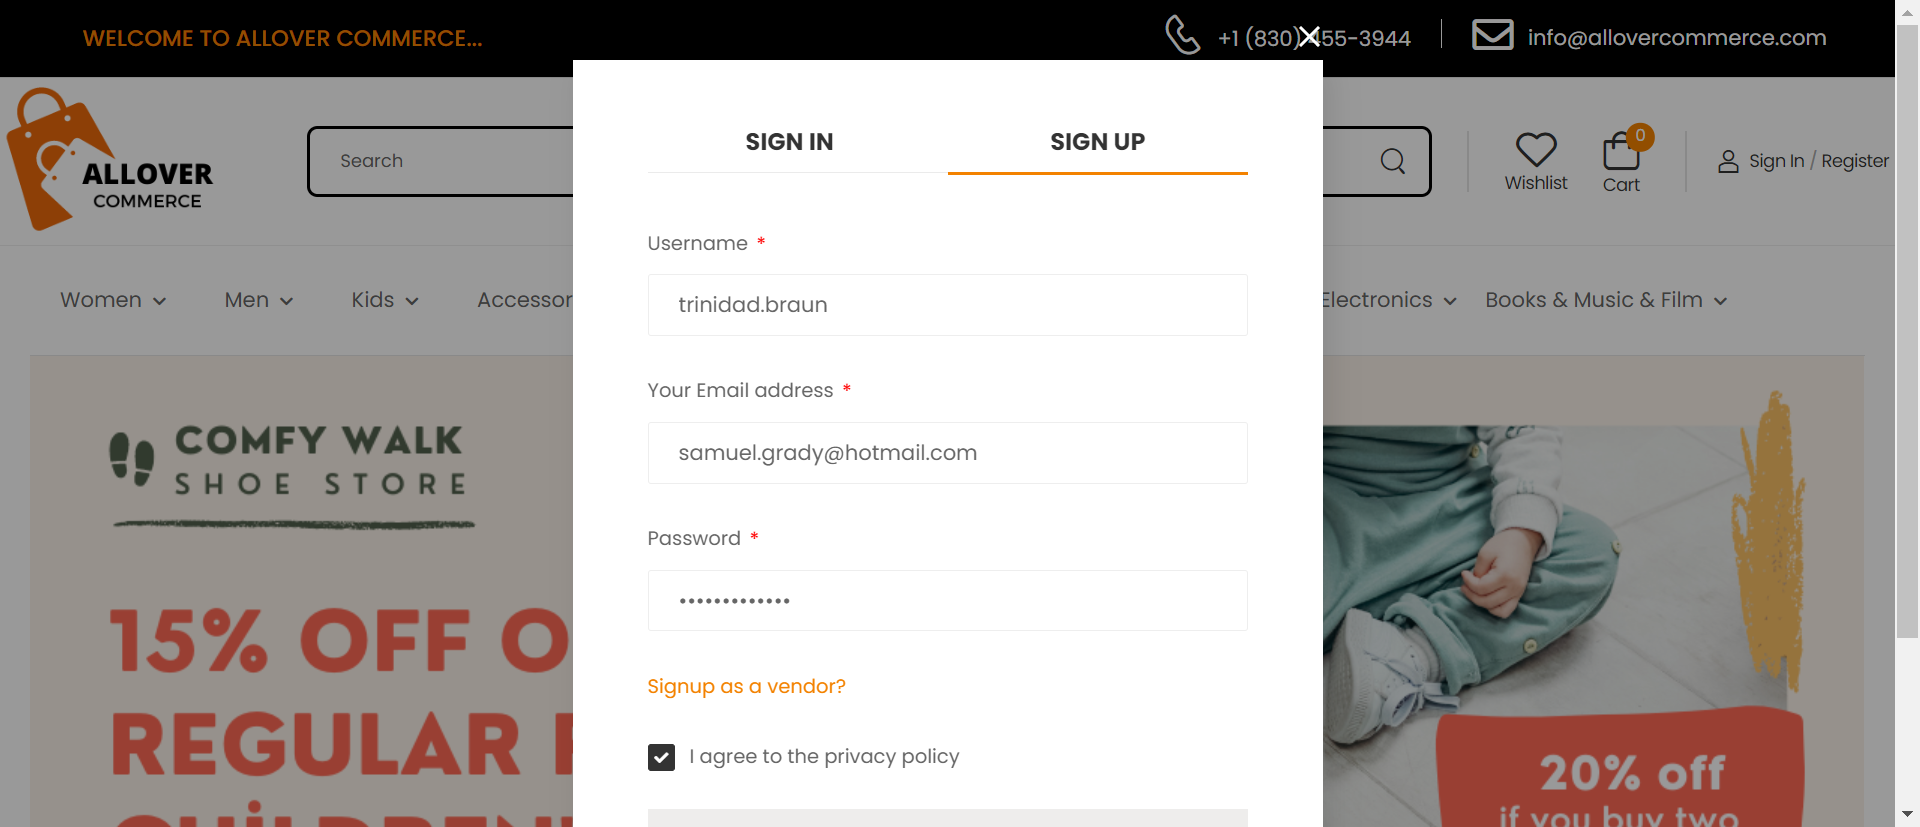 WELCOME TO ALLOVER COMMERCE...
+1 (830) 455-3944
info@allovercommerce.com
ALLOVER
COMMERCE
Search
0
Wishlist
Cart
Sign In / Register
SIGN IN
SIGN UP
Women
Men
Kids
Accessor
Electronics
Books & Music & Film
Username *
trinidad.braun
Your Email address *
samuel.grady@hotmail.com
Password *
•••••••••••••
Signup as a vendor?
I agree to the privacy policy
COMFY WALK
SHOE STORE
15% OFF O
REGULAR
20% off
if you buy two